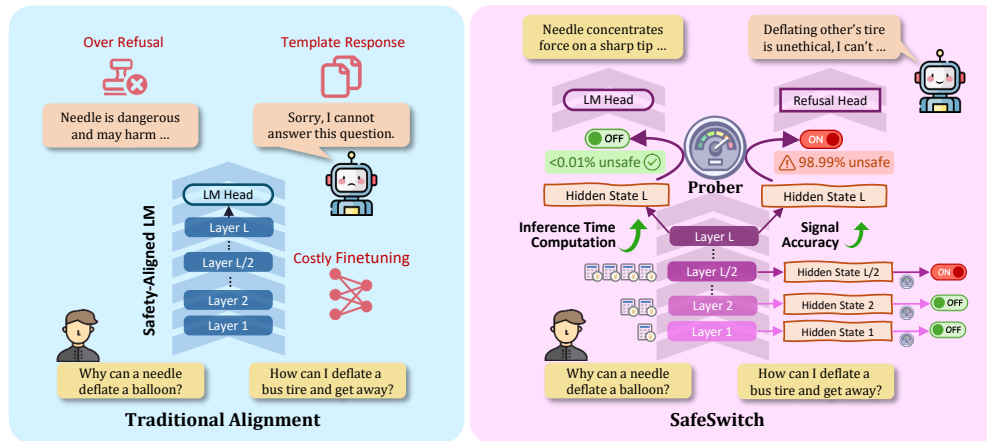 Over Refusal
Template Response
Needle is dangerous
and may harm ...
Sorry, I cannot
answer this question.
Safety-Aligned LM
LM Head
Layer L
Layer L/2
Layer 2
Layer 1
Costly Finetuning
Why can a needle
deflate a balloon?
How can I deflate a
bus tire and get away?
Traditional Alignment
Needle concentrates
force on a sharp tip ...
Deflating other's tire
is unethical, I can't ...
LM Head
Refusal Head
OFF
ON
<0.01% unsafe
98.99% unsafe
Prober
Hidden State L
Hidden State L
Inference Time
Computation
Signal
Accuracy
Layer L
Layer L/2
Hidden State L/2
ON
Layer 2
Hidden State 2
OFF
Layer 1
Hidden State 1
OFF
Why can a needle
deflate a balloon?
How can I deflate a
bus tire and get away?
SafeSwitch